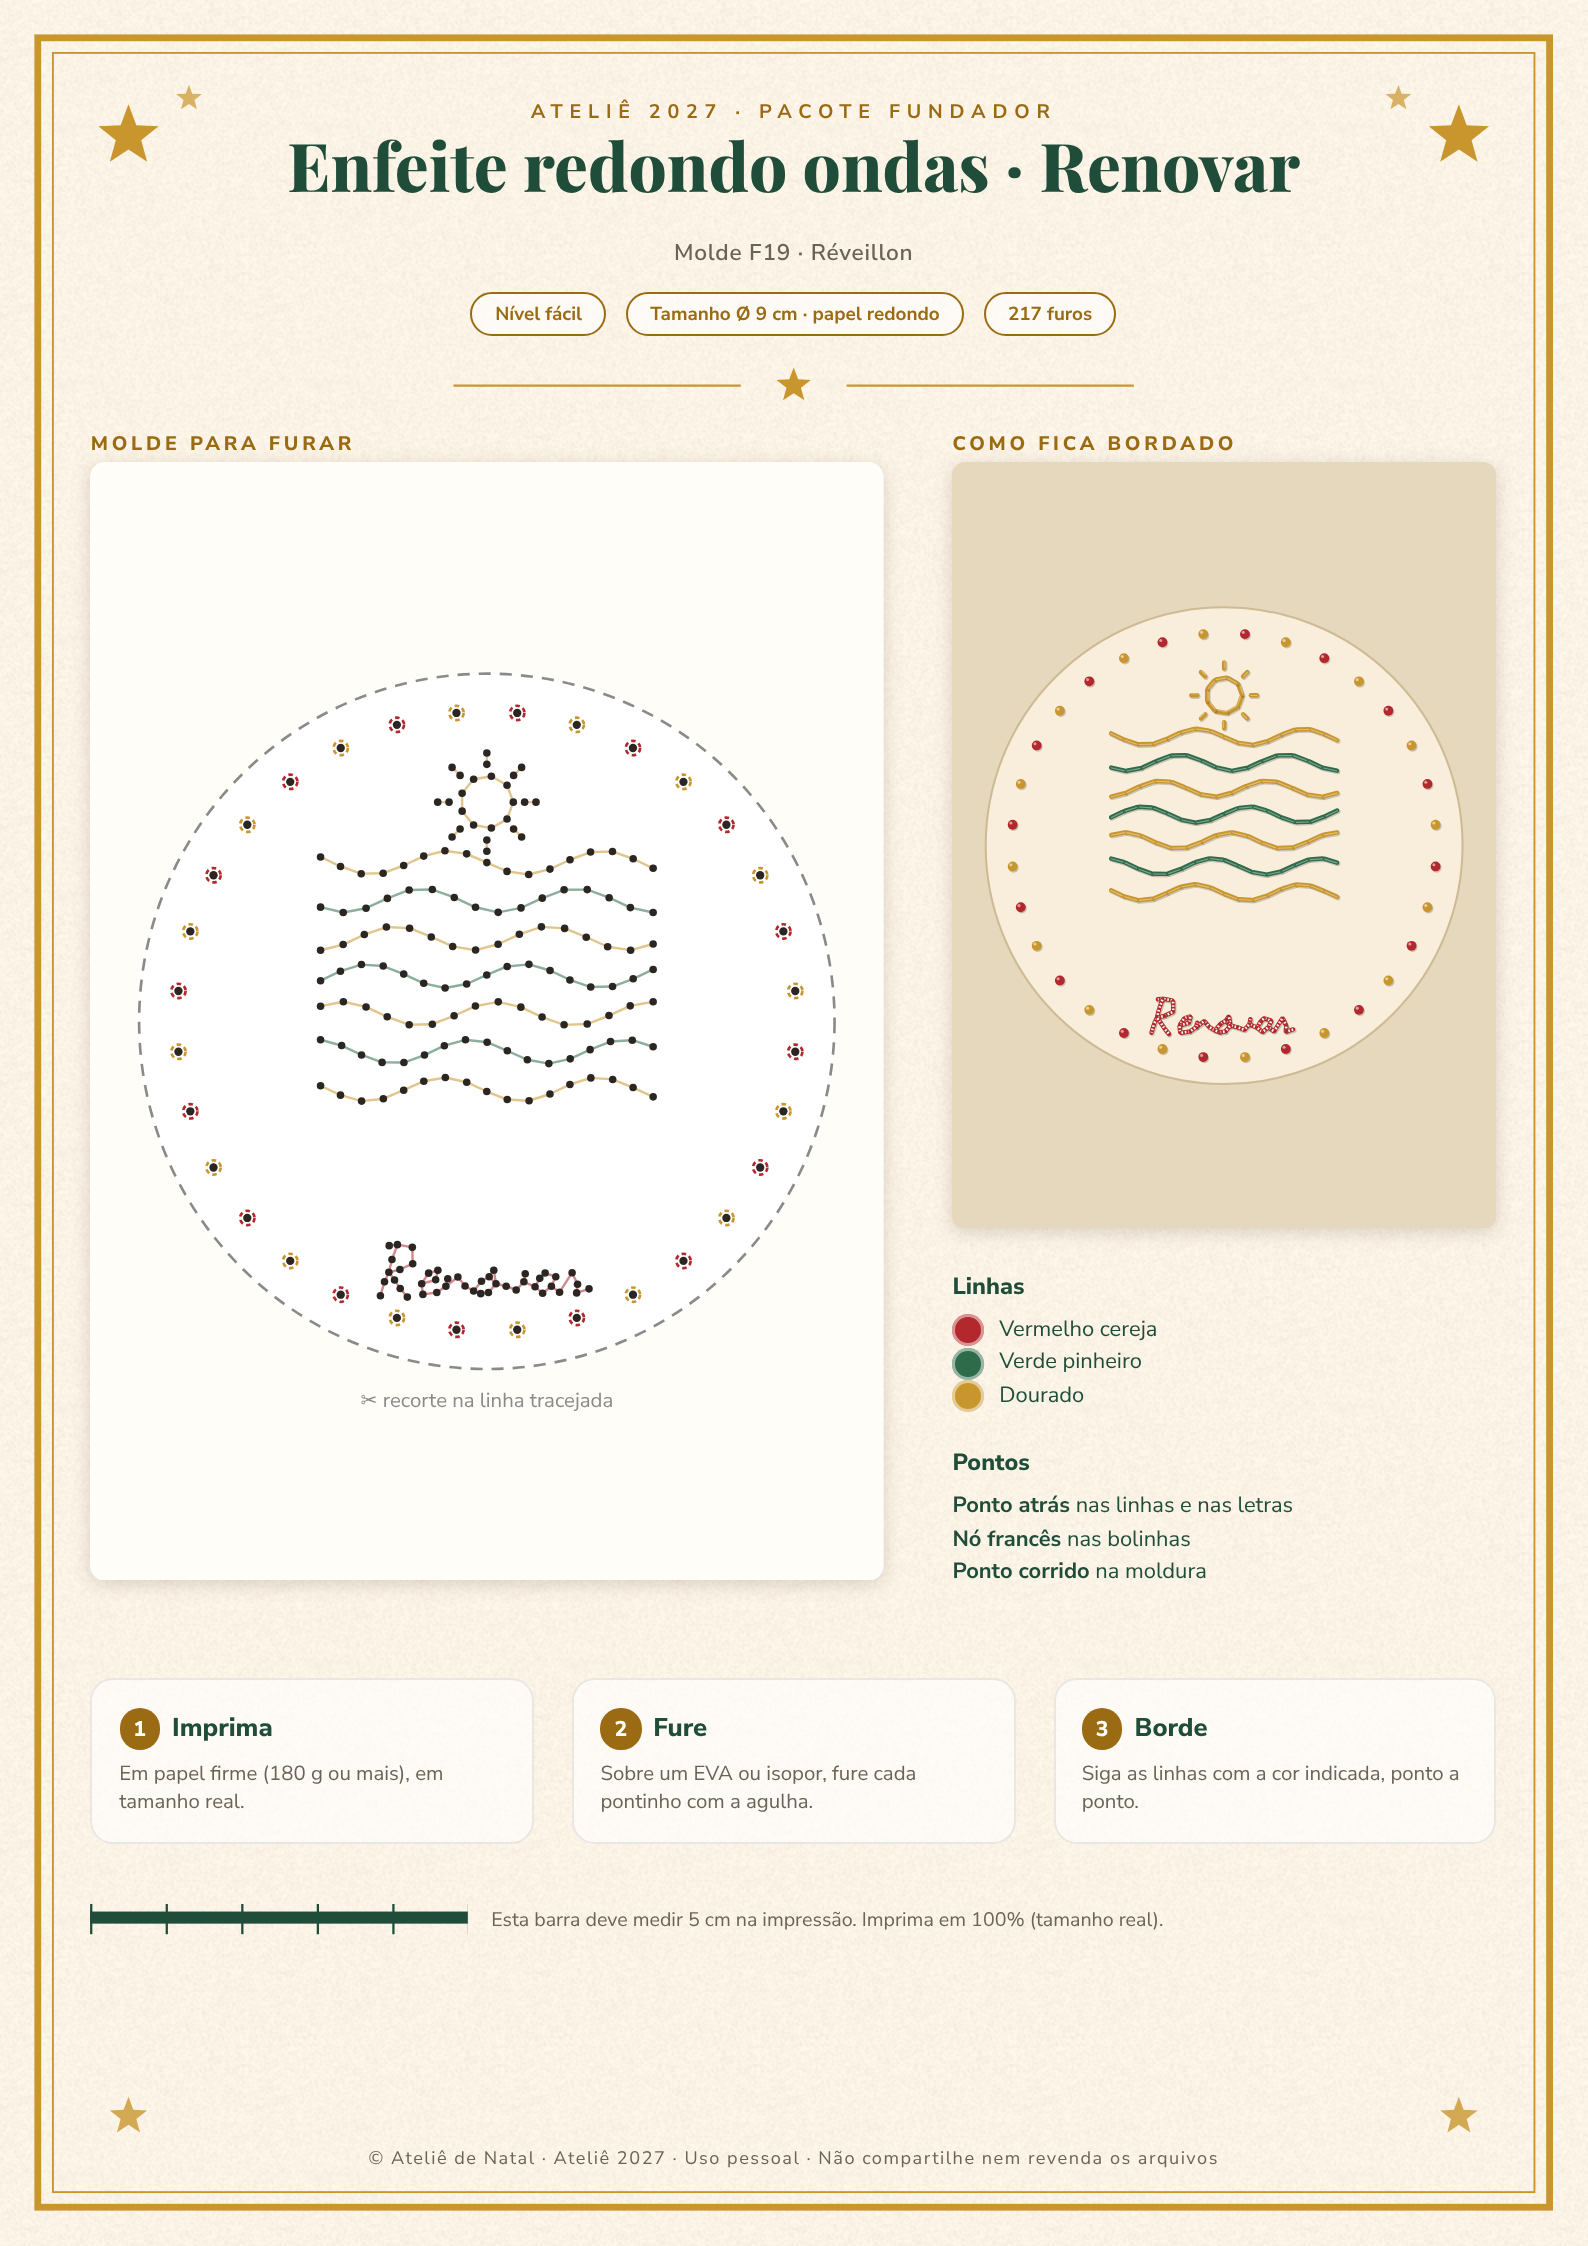 ATELIÊ 2027 · PACOTE FUNDADOR
Enfeite redondo ondas · Renovar
Molde F19 · Réveillon
Nível fácil
Tamanho Ø 9 cm · papel redondo
217 furos
MOLDE PARA FURAR
Renovar
✂ recorte na linha tracejada
COMO FICA BORDADO
Renovar
Linhas
Vermelho cereja
Verde pinheiro
Dourado
Pontos
Ponto atrás nas linhas e nas letras
Nó francês nas bolinhas
Ponto corrido na moldura
1 Imprima
Em papel firme (180 g ou mais), em
tamanho real.
2 Fure
Sobre um EVA ou isopor, fure cada
pontinho com a agulha.
3 Borde
Siga as linhas com a cor indicada, ponto a
ponto.
Esta barra deve medir 5 cm na impressão. Imprima em 100% (tamanho real).
© Ateliê de Natal · Ateliê 2027 · Uso pessoal · Não compartilhe nem revenda os arquivos